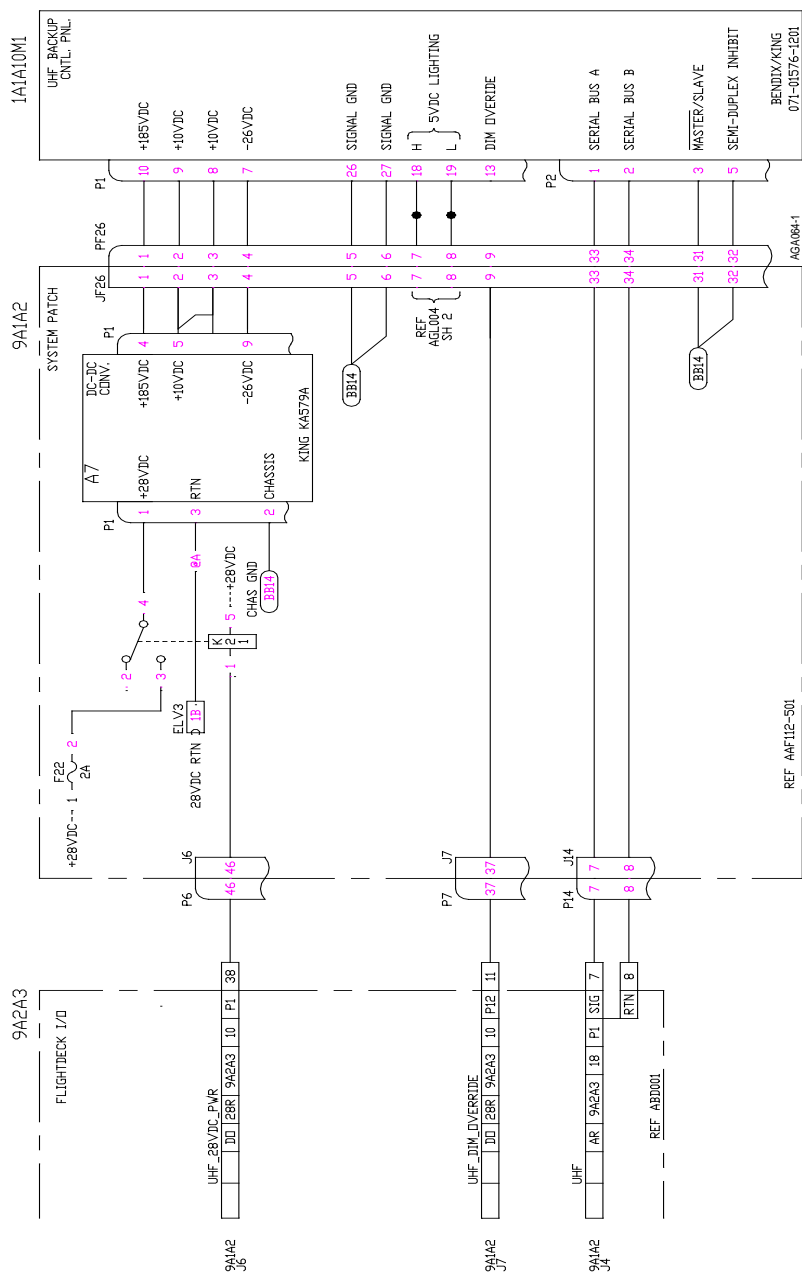 9A2A3
9A1A2
1A1A10M1
FLIGHTDECK I/O
SYSTEM PATCH
UHF BACKUP
CNTL. PNL.
+28VDC-- 1
F22
2A
2
2
3
4
A7
DC-DC
CONV.
P1
1 +28VDC
3 RTN
2 CHASSIS
+185VDC 4
+10VDC 5
-26VDC 9
P1
KING KA579A
JF26
PF26
P1
1 1 10 +185VDC
2 2 9 +10VDC
3 3 8 +10VDC
4 4 7 -26VDC
@A
ELV3
28VDC RTN D 1B
K
2
1
1
5 ---+28VDC
CHAS GND
BB14
UHF_28VDC_PWR
9A1A2
J6
DO 28R 9A2A3 10 P1 38
P6
J6
46 46
BB14
5 5 26 SIGNAL GND
6 6 27 SIGNAL GND
REF
AGL004
SH 2
7 7 18 H
8 8 19 L
5VDC LIGHTING
UHF_DIM_OVERRIDE
9A1A2
J7
DO 28R 9A2A3 10 P12 11
P7
J7
37 37
9 9 13 DIM OVERIDE
P2
UHF
9A1A2
J4
AR 9A2A3 18 P1 SIG 7
RTN 8
P14
J14
7 7
8 8
33 33 1 SERIAL BUS A
34 34 2 SERIAL BUS B
BB14
31 31 3 MASTER/SLAVE
32 32 5 SEMI-DUPLEX INHIBIT
REF ABD001
REF AAF112-501
AGA064-1
BENDIX/KING
071-01576-1201